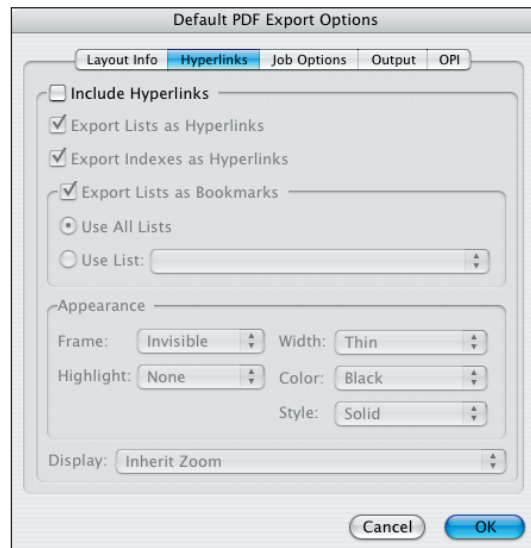 Default PDF Export Options
Layout Info Hyperlinks Job Options Output OPI
Include Hyperlinks
Export Lists as Hyperlinks
Export Indexes as Hyperlinks
Export Lists as Bookmarks
Use All Lists
Use List:
Appearance
Frame: Invisible Width: Thin
Highlight: None Color: Black
Style: Solid
Display: Inherit Zoom
Cancel OK